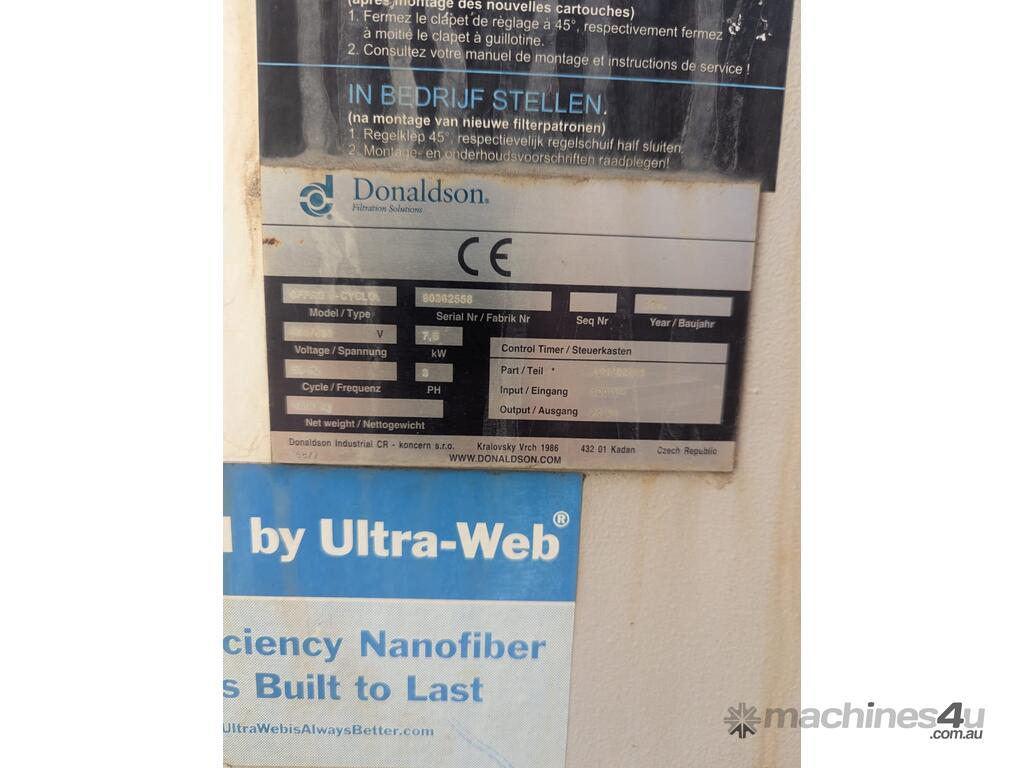 (après montage des nouvelles cartouches)
1. Fermez le clapet de règlage à 45°, respectivement fermez
à moitié le clapet à guillotine.
2. Consultez votre manuel de montage et instructions de service !
IN BEDRIJF STELLEN.
(na montage van nieuwe filterpatronen)
1. Regelklep 45°, respectievelijk regelschuif half sluiten.
2. Montage- en onderhoudsvoorschriften raadplegen!
Donaldson®
Filtration Solutions
CE
80362558
Model / Type Serial Nr / Fabrik Nr Seq Nr Year / Baujahr
V 7,5
Voltage / Spannung kW
3
Cycle / Frequenz PH
Net weight / Nettogewicht
Control Timer / Steuerkasten
Part / Teil *
Input / Eingang
Output / Ausgang
Donaldson Industrial CR - koncern s.r.o. Kralovsky Vrch 1986 432 01 Kadan Czech Republic
WWW.DONALDSON.COM
by Ultra-Web®
ciency Nanofiber
s Built to Last
UltraWebisAlwaysBetter.com
machines4u
.com.au